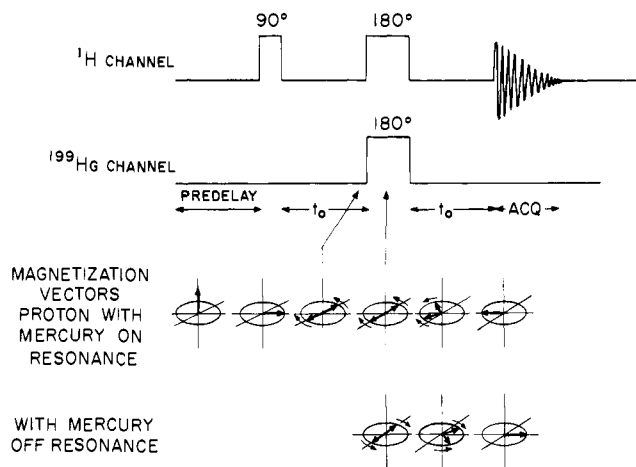 90° 180°
¹H CHANNEL
180°
¹⁹⁹Hg CHANNEL
PREDELAY t₀ t₀ ACQ
MAGNETIZATION
VECTORS
PROTON WITH
MERCURY ON
RESONANCE
WITH MERCURY
OFF RESONANCE